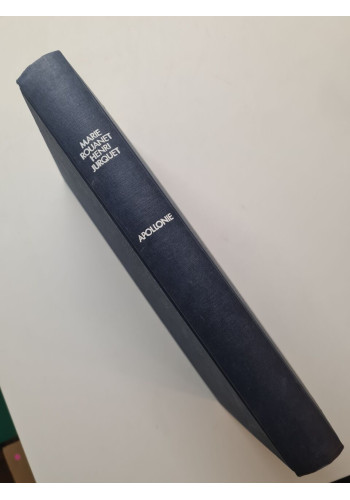 MARIE
ROUANET
HENRI
JURQUET
APOLLONIE